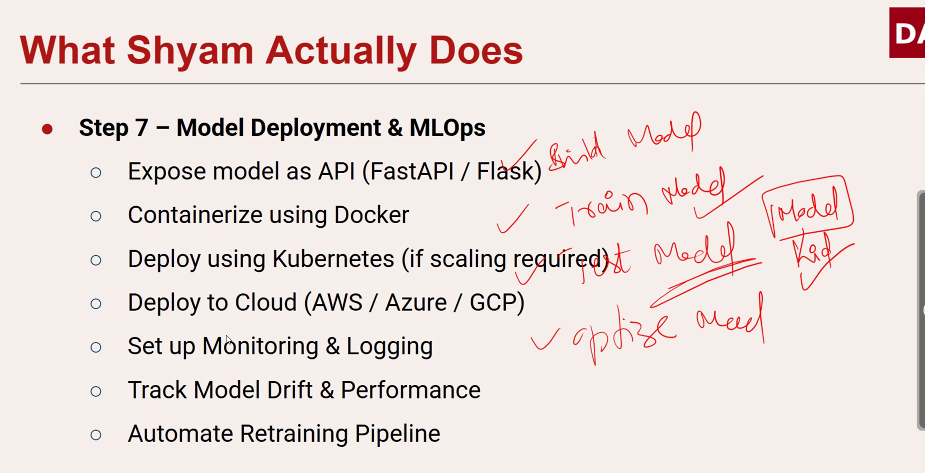 What Shyam Actually Does
DA
Step 7 – Model Deployment & MLOps
Expose model as API (FastAPI / Flask)
Containerize using Docker
Deploy using Kubernetes (if scaling required)
Deploy to Cloud (AWS / Azure / GCP)
Set up Monitoring & Logging
Track Model Drift & Performance
Automate Retraining Pipeline
Build Model
Train Model
Test Model
Model